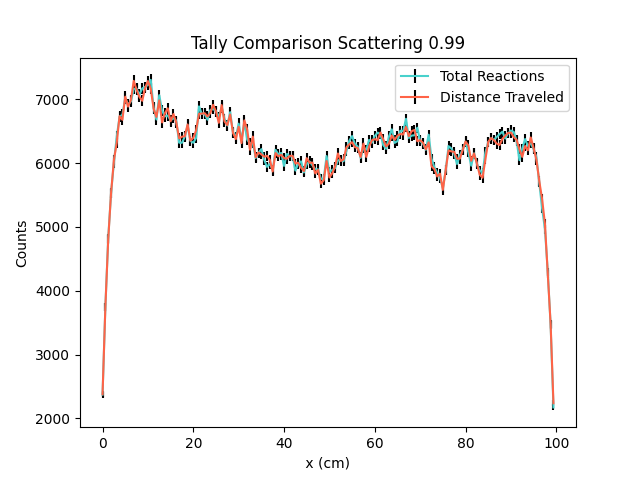 Tally Comparison Scattering 0.99
Total Reactions
Distance Traveled
7000
6000
5000
4000
3000
2000
Counts
0 20 40 60 80 100
x (cm)